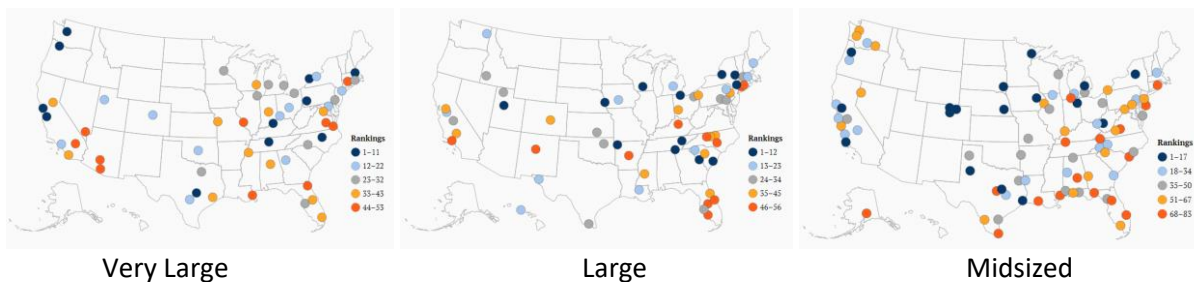 Rankings
1–11
12–22
23–32
33–43
44–53
Rankings
1–12
13–23
24–34
35–45
46–56
Rankings
1–17
18–34
35–50
51–67
68–83
Very Large
Large
Midsized